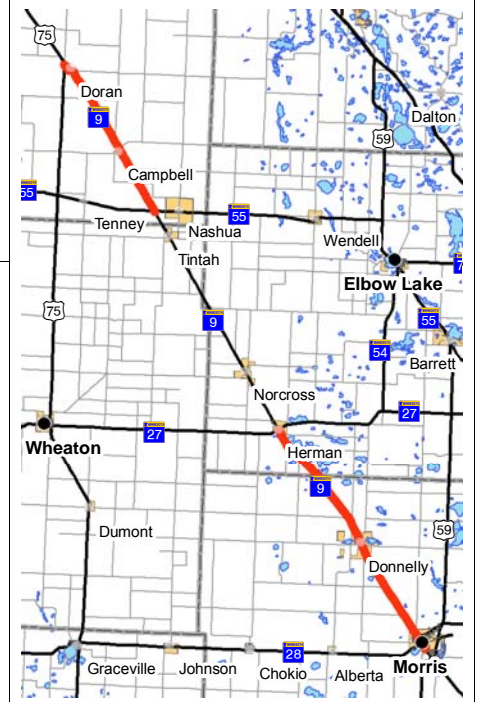 75
Doran
9
Dalton
59
Campbell
55
55
Tenney
Nashua
Wendell
Tintah
7
Elbow Lake
75
9
55
54
Barrett
Norcross
27
27
Wheaton
Herman
9
Dumont
59
Donnelly
28
Morris
Graceville
Johnson
Chokio
Alberta